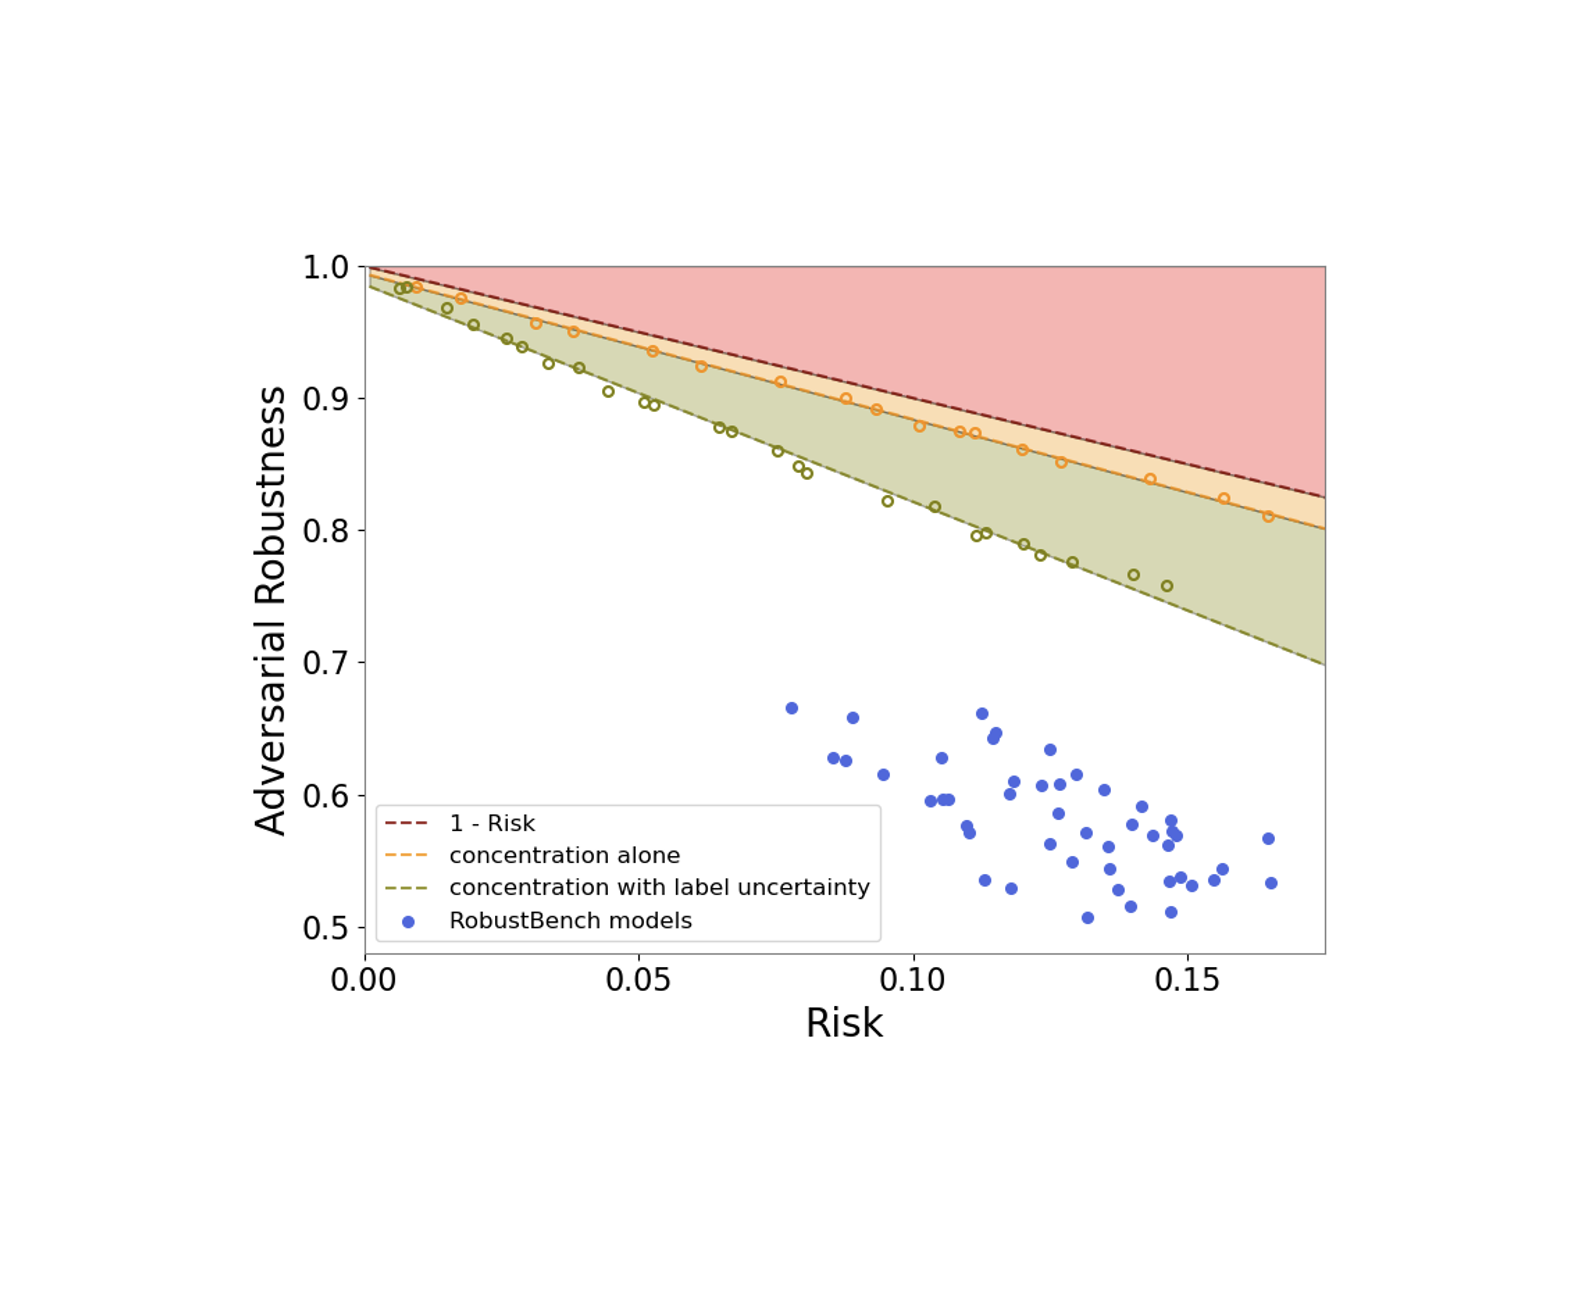 1.0
0.9
0.8
0.7
0.6
0.5
Adversarial Robustness
1 - Risk
concentration alone
concentration with label uncertainty
RobustBench models
0.00 0.05 0.10 0.15
Risk